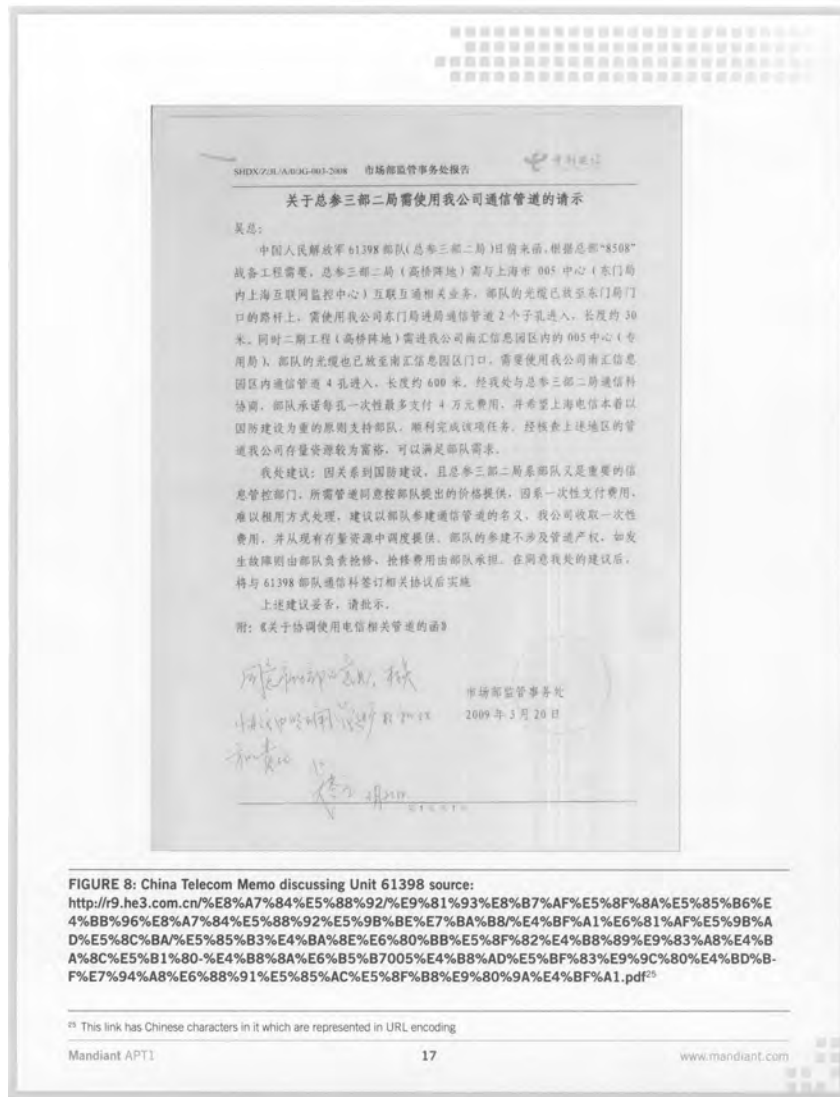 SHDX/Z/JL/A/0/JG-003-2008 市场部监管事务处报告
中国电信
关于总参三部二局需使用我公司通信管道的请示
吴总：
中国人民解放军 61398 部队（总参三部二局）日前来函，根据总部“8508”
战备工程需要，总参三部二局（高桥阵地）需与上海市 005 中心（东门局
内上海互联网监控中心）互联互通相关业务，部队的光缆已放至东门局门
口的路杆上，需使用我公司东门局进局通信管道 2 个子孔进入，长度约 30
米。同时二期工程（高桥阵地）需进我公司南汇信息园区内的 005 中心（专
用局），部队的光缆也已放至南汇信息园区门口，需要使用我公司南汇信息
园区内通信管道 4 孔进入，长度约 600 米。经我处与总参三部二局通信科
协商，部队承诺每孔一次性最多支付 4 万元费用，并希望上海电信本着以
国防建设为重的原则支持部队，顺利完成该项任务。经核查上述地区的管
道我公司存量资源较为富裕，可以满足部队需求。
我处建议：因关系到国防建设，且总参三部二局系部队又是重要的信
息管控部门，所需管道同意按部队提出的价格提供，因系一次性支付费用，
难以租用方式处理，建议以部队参建通信管道的名义，我公司收取一次性
费用，并从现有存量资源中调度提供。部队的参建不涉及管道产权，如发
生故障则由部队负责抢修，抢修费用由部队承担。在同意我处的建议后，
将与 61398 部队通信科签订相关协议后实施
上述建议妥否，请批示。
附：《关于协调使用电信相关管道的函》
市场部监管事务处
2009 年 3 月 20 日
FIGURE 8: China Telecom Memo discussing Unit 61398 source:
http://r9.he3.com.cn/%E8%A7%84%E5%88%92/%E9%81%93%E8%B7%AF%E5%8F%8A%E5%85%B6%E
4%BB%96%E8%A7%84%E5%88%92%E5%9B%BE%E7%BA%B8/%E4%BF%A1%E6%81%AF%E5%9B%A
D%E5%8C%BA/%E5%85%B3%E4%BA%8E%E6%80%BB%E5%8F%82%E4%B8%89%E9%83%A8%E4%B
A%8C%E5%B1%80-%E4%B8%8A%E6%B5%B7005%E4%B8%AD%E5%BF%83%E9%9C%80%E4%BD%B-
F%E7%94%A8%E6%88%91%E5%85%AC%E5%8F%B8%E9%80%9A%E4%BF%A1.pdf25
25 This link has Chinese characters in it which are represented in URL encoding
Mandiant APT1
17
www.mandiant.com